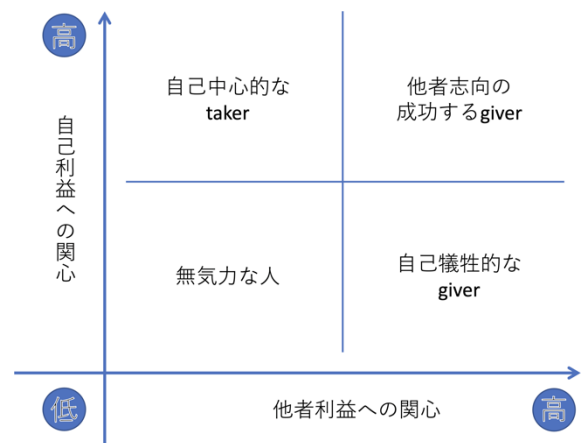 高
自己利益への関心
自己中心的な
taker
他者志向の
成功するgiver
無気力な人
自己犠牲的な
giver
低
他者利益への関心
高